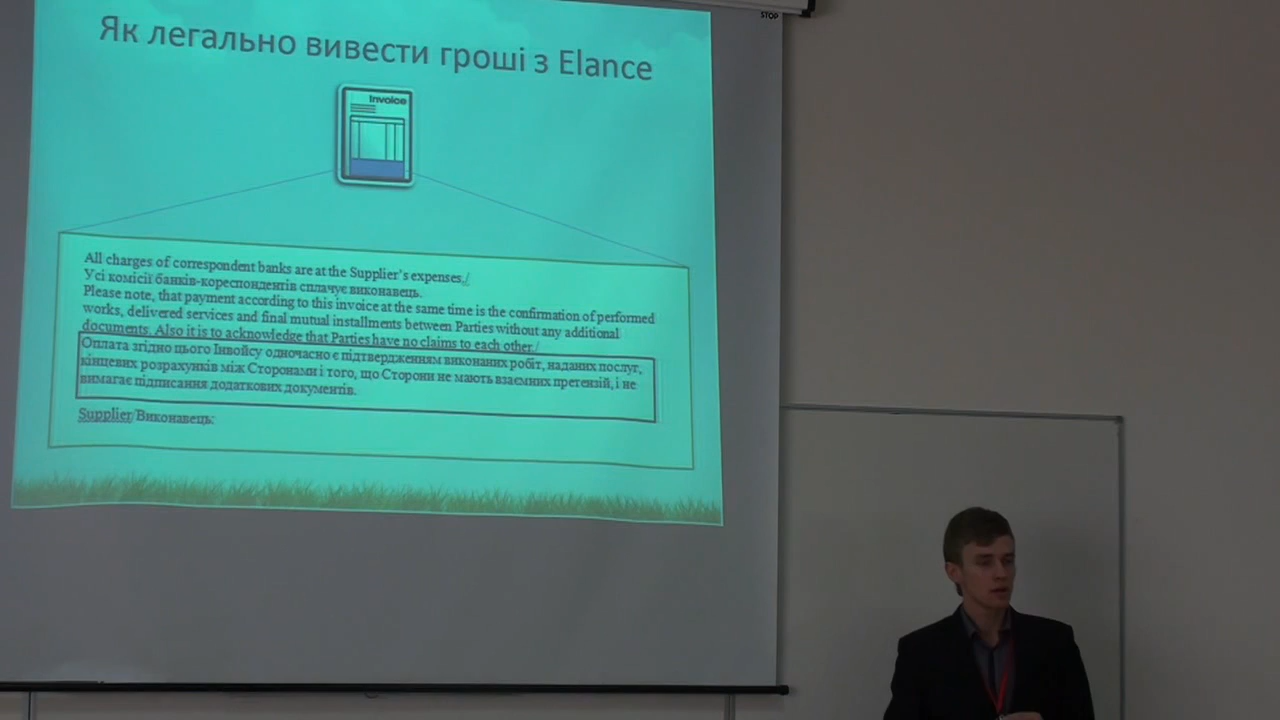 STOP
Як легально вивести гроші з Elance
Invoice
All charges of correspondent banks are at the Supplier's expenses./
Усі комісії банків-кореспондентів сплачує виконавець.
Please note, that payment according to this invoice at the same time is the confirmation of performed
works, delivered services and final mutual installments between Parties without any additional
documents. Also it is to acknowledge that Parties have no claims to each other./
Оплата згідно цього Інвойсу одночасно є підтвердженням виконаних робіт, наданих послуг,
кінцевих розрахунків між Сторонами і того, що Сторони не мають взаємних претензій, і не
вимагає підписання додаткових документів.
Supplier/Виконавець: